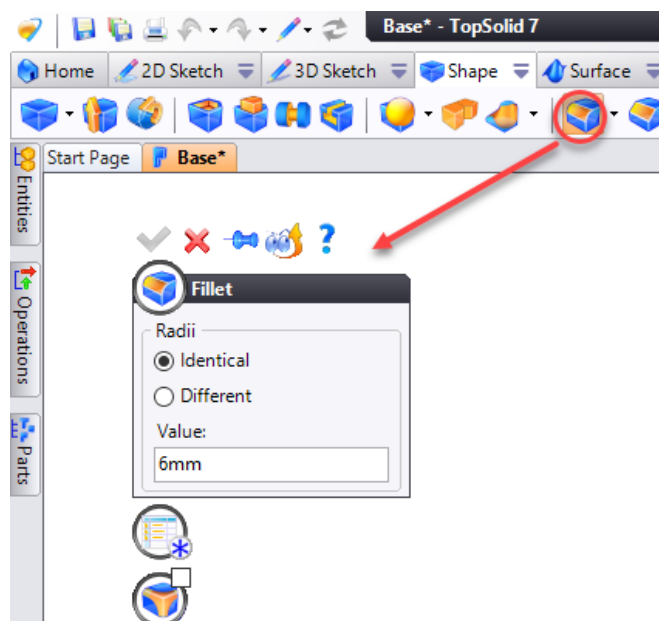 Base* - TopSolid 7
Home 2D Sketch 3D Sketch Shape Surface
Start Page Base*
Entities
Operations
Parts
?
Fillet
Radii
Identical
Different
Value:
6mm